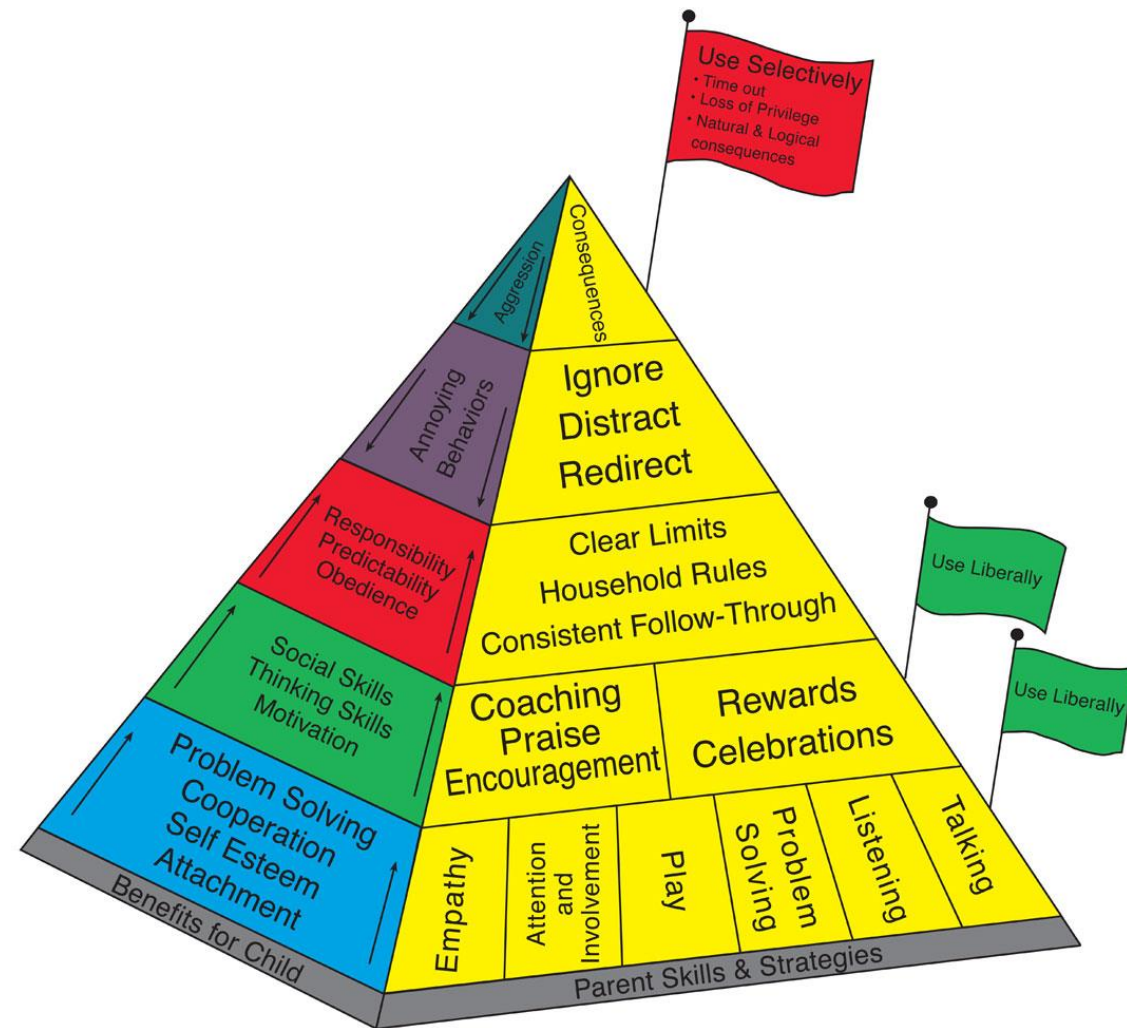 Use Selectively
• Time out
• Loss of Privilege
• Natural & Logical
consequences
Aggression
Consequences
Annoying
Behaviors
Ignore
Distract
Redirect
Responsibility
Predictability
Obedience
Clear Limits
Household Rules
Consistent Follow-Through
Use Liberally
Social Skills
Thinking Skills
Motivation
Coaching
Praise
Encouragement
Rewards
Celebrations
Use Liberally
Problem Solving
Cooperation
Self Esteem
Attachment
Empathy
Attention
and
Involvement
Play
Problem
Solving
Listening
Talking
Benefits for Child
Parent Skills & Strategies